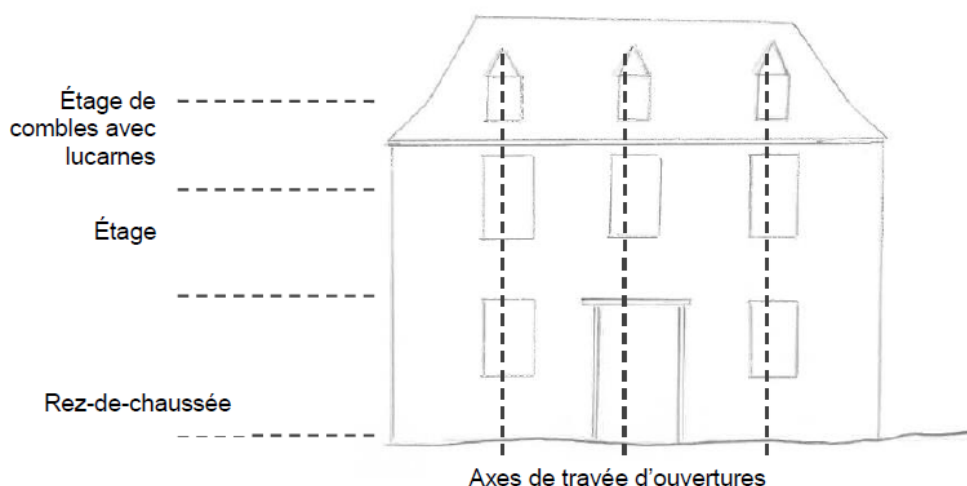 Étage de
combles avec
lucarnes
Étage
Rez-de-chaussée
Axes de travée d'ouvertures